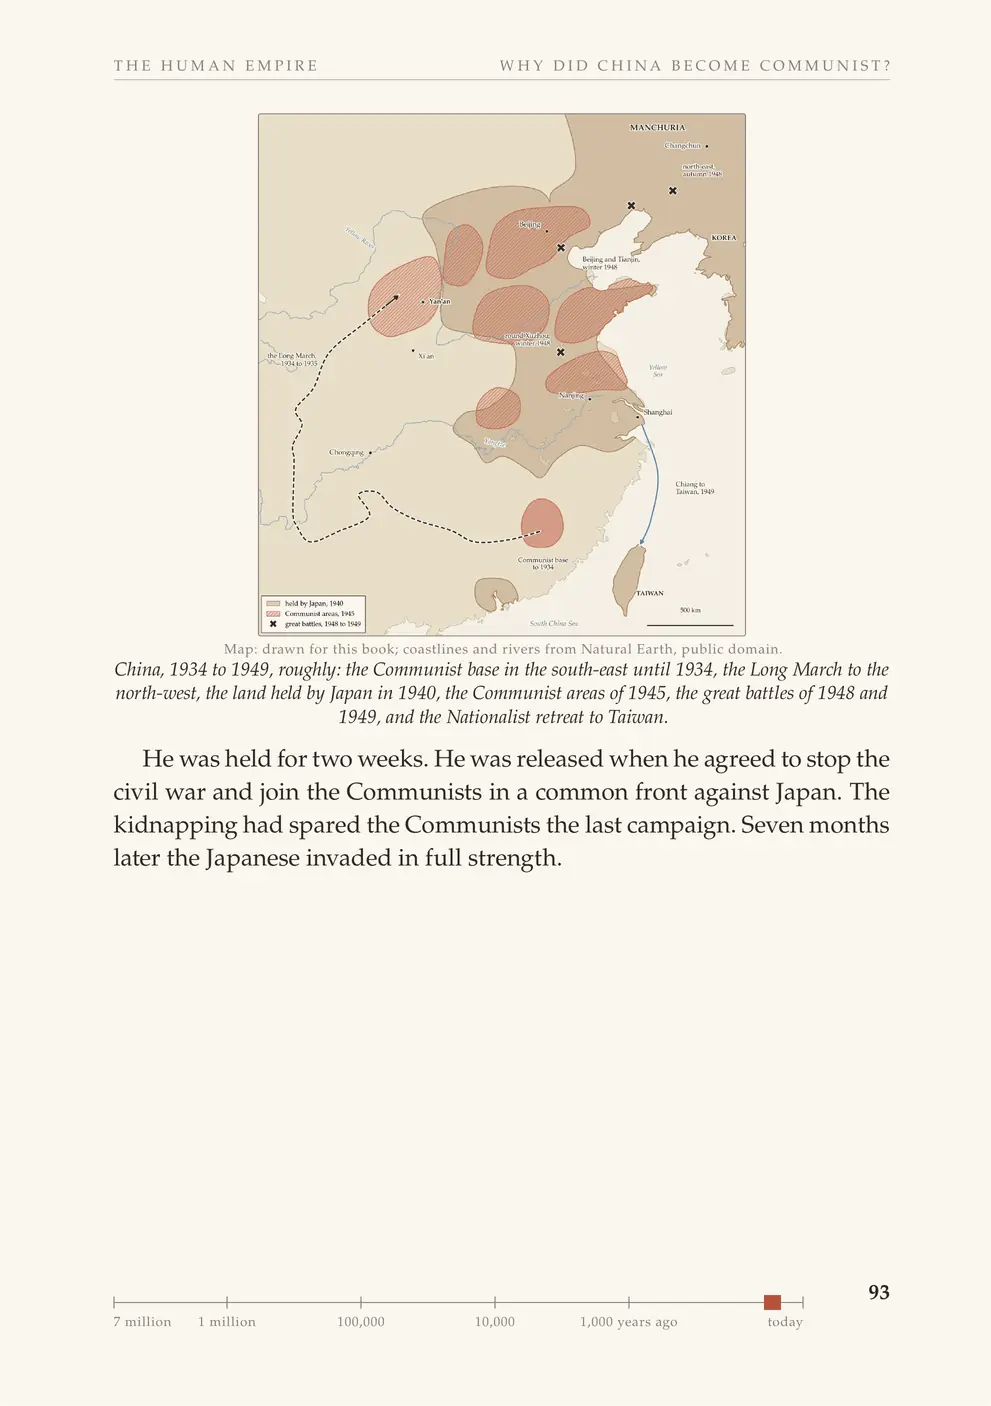 THE HUMAN EMPIRE
WHY DID CHINA BECOME COMMUNIST?
MANCHURIA
Changchun
north-east,
autumn 1948
KOREA
Beijing
Beijing and Tianjin,
winter 1948
Yellow River
Yan'an
round Xuzhou,
winter 1948
the Long March,
1934 to 1935
Xi'an
Yellow
Sea
Nanjing
Shanghai
Yangtze
Chongqing
Chiang to
Taiwan, 1949
Communist base
to 1934
TAIWAN
held by Japan, 1940
Communist areas, 1945
great battles, 1948 to 1949
500 km
South China Sea
Map: drawn for this book; coastlines and rivers from Natural Earth, public domain.
China, 1934 to 1949, roughly: the Communist base in the south-east until 1934, the Long March to the
north-west, the land held by Japan in 1940, the Communist areas of 1945, the great battles of 1948 and
1949, and the Nationalist retreat to Taiwan.
He was held for two weeks. He was released when he agreed to stop the
civil war and join the Communists in a common front against Japan. The
kidnapping had spared the Communists the last campaign. Seven months
later the Japanese invaded in full strength.
93
7 million
1 million
100,000
10,000
1,000 years ago
today